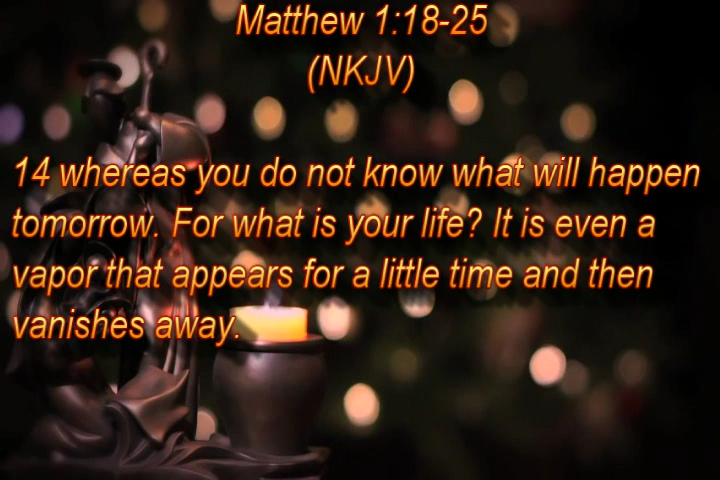 Matthew 1:18-25
(NKJV)
14 whereas you do not know what will happen
tomorrow. For what is your life? It is even a
vapor that appears for a little time and then
vanishes away.